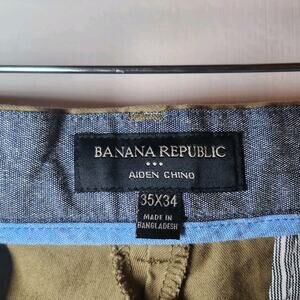 BANANA REPUBLIC
AIDEN CHINO
35X34
MADE IN
BANGLADESH